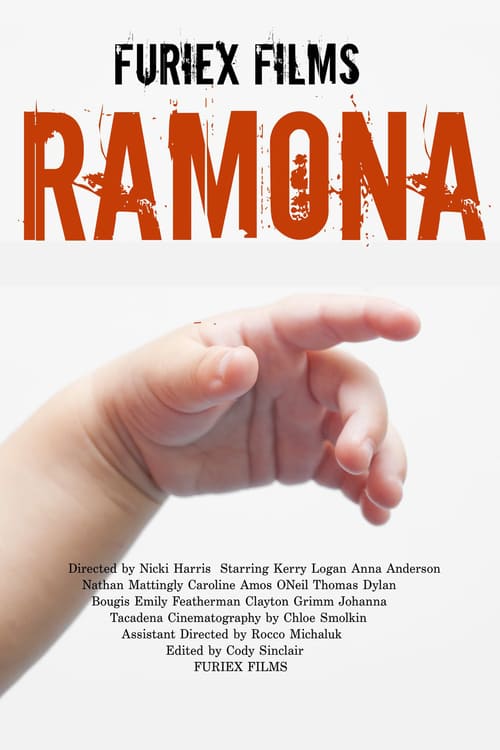 FURIEX FILMS
RAMONA
Directed by Nicki Harris Starring Kerry Logan Anna Anderson
Nathan Mattingly Caroline Amos ONeil Thomas Dylan
Bougis Emily Featherman Clayton Grimm Johanna
Tacadena Cinematography by Chloe Smolkin
Assistant Directed by Rocco Michaluk
Edited by Cody Sinclair
FURIEX FILMS